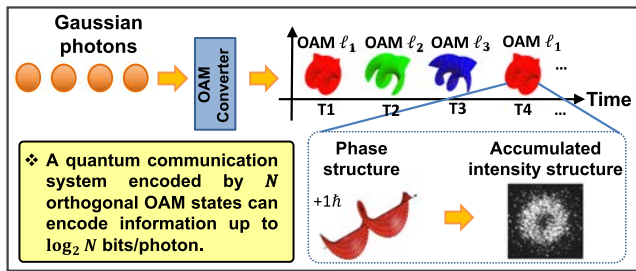 Gaussian
photons
OAM
Converter
OAM ℓ₁ OAM ℓ₂ OAM ℓ₃ OAM ℓ₁
...
T1 T2 T3 T4 ...
Time
❖ A quantum communication
system encoded by N
orthogonal OAM states can
encode information up to
log₂ N bits/photon.
Phase
structure
+1ℏ
Accumulated
intensity structure